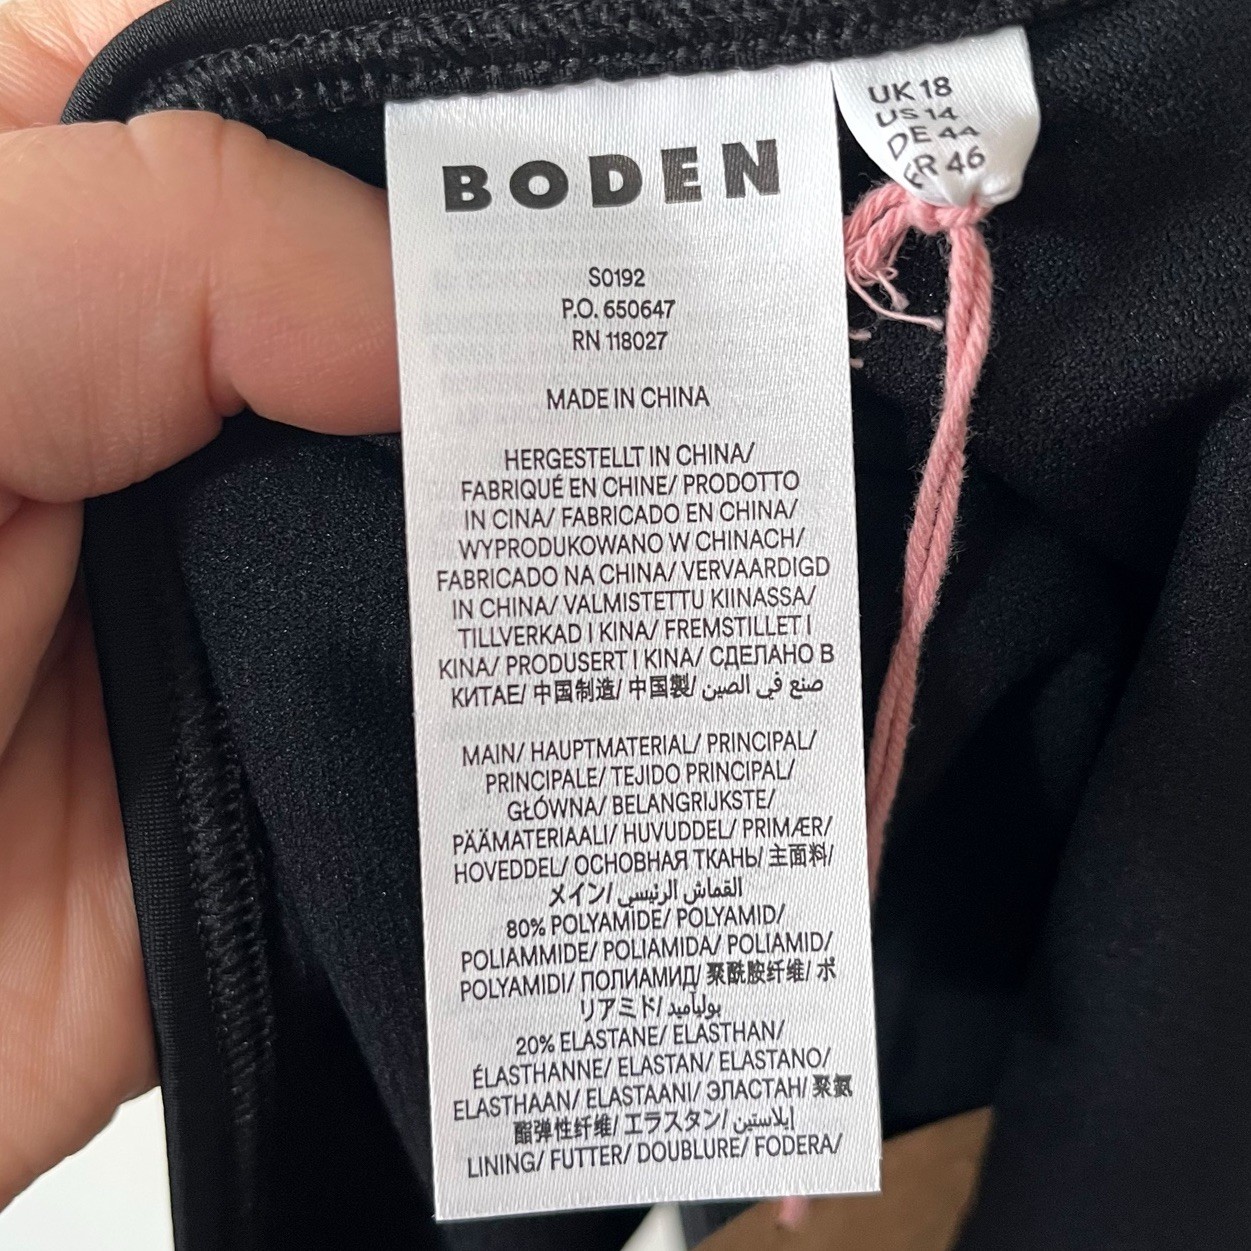 BODEN
S0192
P.O. 650647
RN 118027
MADE IN CHINA
HERGESTELLT IN CHINA/
FABRIQUÉ EN CHINE/ PRODOTTO
IN CINA/ FABRICADO EN CHINA/
WYPRODUKOWANO W CHINACH/
FABRICADO NA CHINA/ VERVAARDIGD
IN CHINA/ VALMISTETTU KIINASSA/
TILLVERKAD I KINA/ FREMSTILLET I
KINA/ PRODUSERT I KINA/ СДЕЛАНО В
КИТАЕ/ 中国制造/ 中国製/ صنع في الصين
MAIN/ HAUPTMATERIAL/ PRINCIPAL/
PRINCIPALE/ TEJIDO PRINCIPAL/
GŁÓWNA/ BELANGRIJKSTE/
PÄÄMATERIAALI/ HUVUDDEL/ PRIMÆR/
HOVEDDEL/ ОСНОВНАЯ ТКАНЬ/ 主面料/
メイン/ القماش الرئيسي
80% POLYAMIDE/ POLYAMID/
POLIAMMIDE/ POLIAMIDA/ POLIAMID/
POLYAMIDI/ ПОЛИАМИД/ 聚酰胺纤维/ ポ
リアミド/ بولياميد
20% ELASTANE/ ELASTHAN/
ÉLASTHANNE/ ELASTAN/ ELASTANO/
ELASTHAAN/ ELASTAANI/ ЭЛАСТАН/ 聚氨
酯弹性纤维/ エラスタン/ إيلاستين
LINING/ FUTTER/ DOUBLURE/ FODERA/
UK 18
US 14
DE 44
FR 46